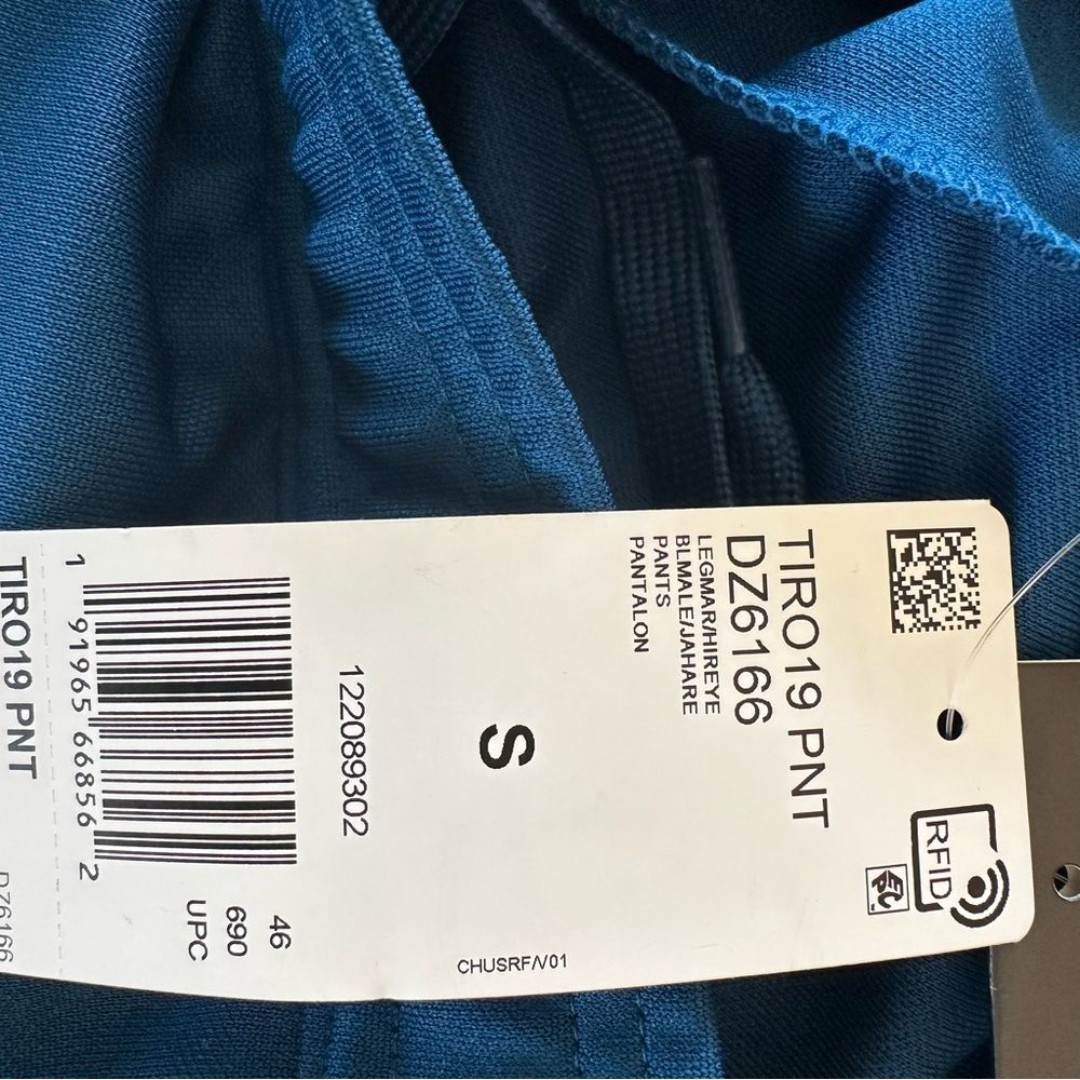 TIRO19 PNT
DZ6166
LEGMAR/HIREYE
BLMALE/JAHARE
PANTS
PANTALON
S
122089302
1 91965 66856 2
46
690
UPC
CHUSRF/V01
RFID
EPC
TIRO19 PNT
DZ6166